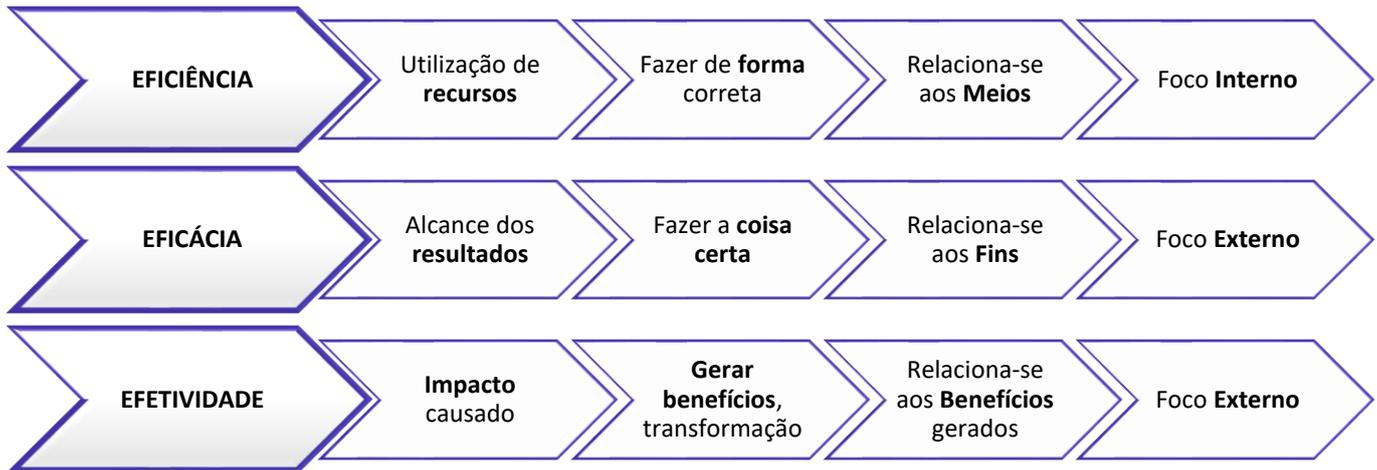 EFICIÊNCIA
Utilização de
recursos
Fazer de forma
correta
Relaciona-se
aos Meios
Foco Interno
EFICÁCIA
Alcance dos
resultados
Fazer a coisa
certa
Relaciona-se
aos Fins
Foco Externo
EFETIVIDADE
Impacto
causado
Gerar
benefícios,
transformação
Relaciona-se
aos Benefícios
gerados
Foco Externo